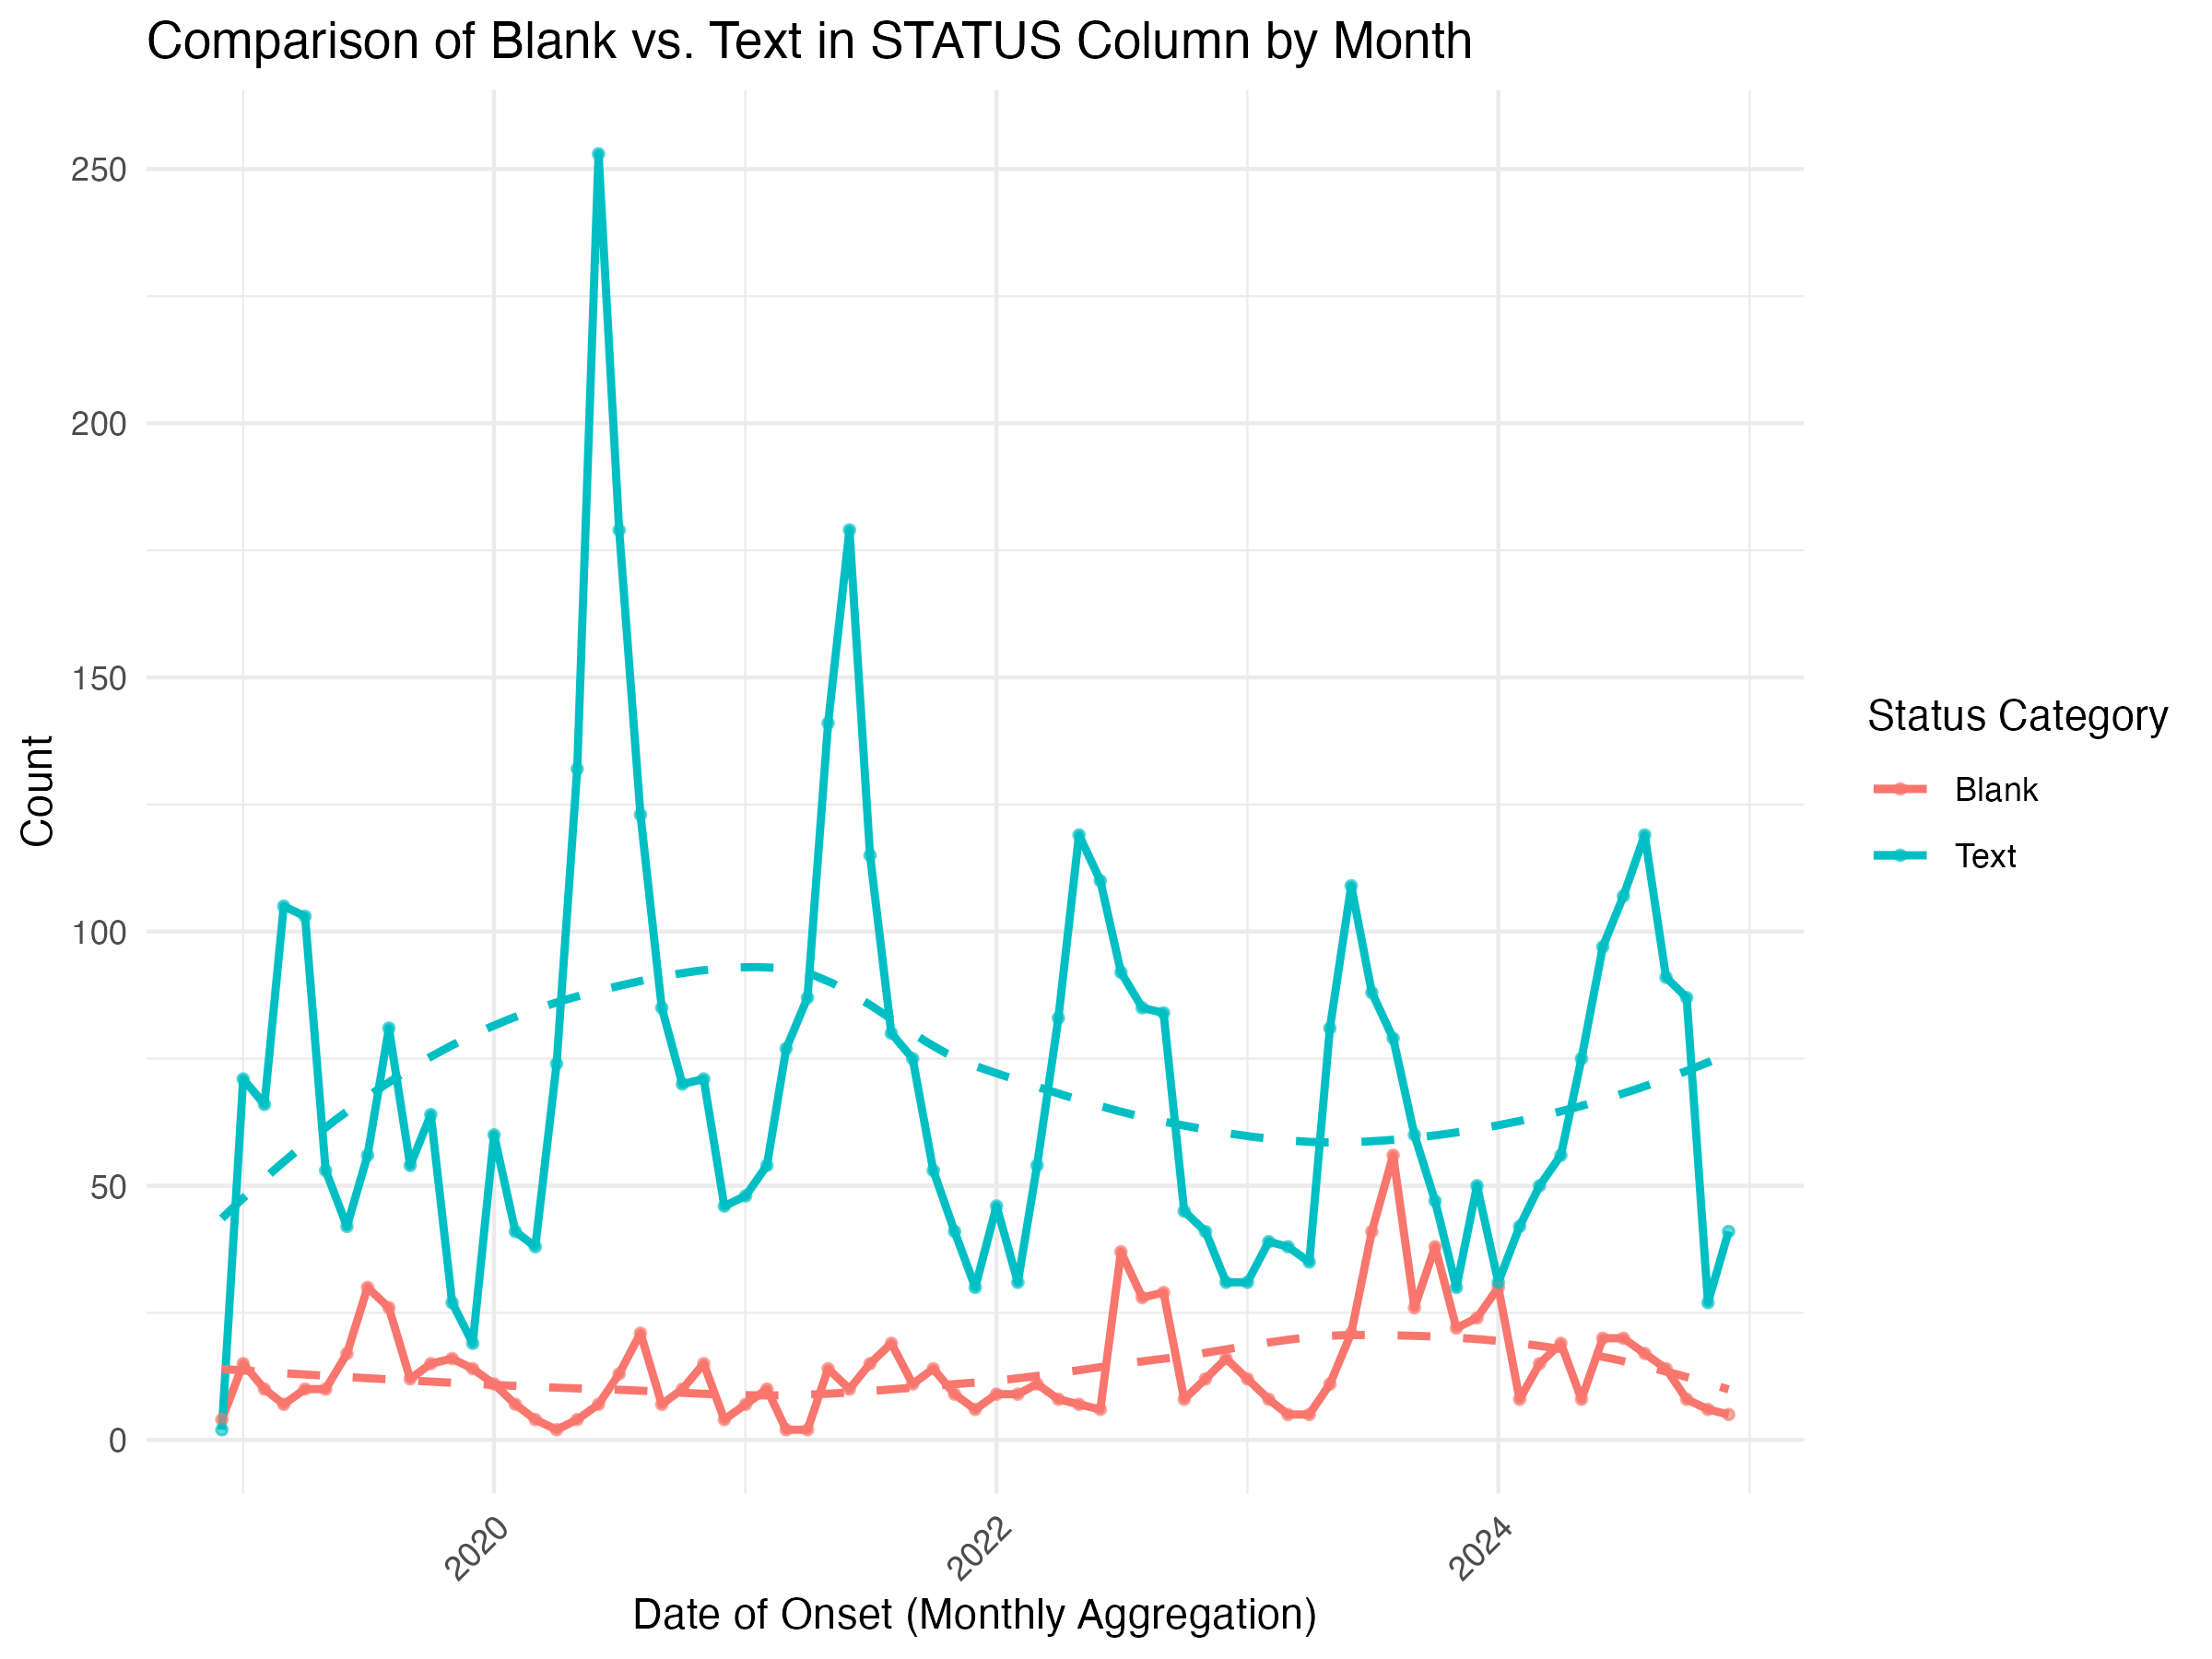 Comparison of Blank vs. Text in STATUS Column by Month
250
200
150
100
50
0
Count
2020
2022
2024
Date of Onset (Monthly Aggregation)
Status Category
Blank
Text